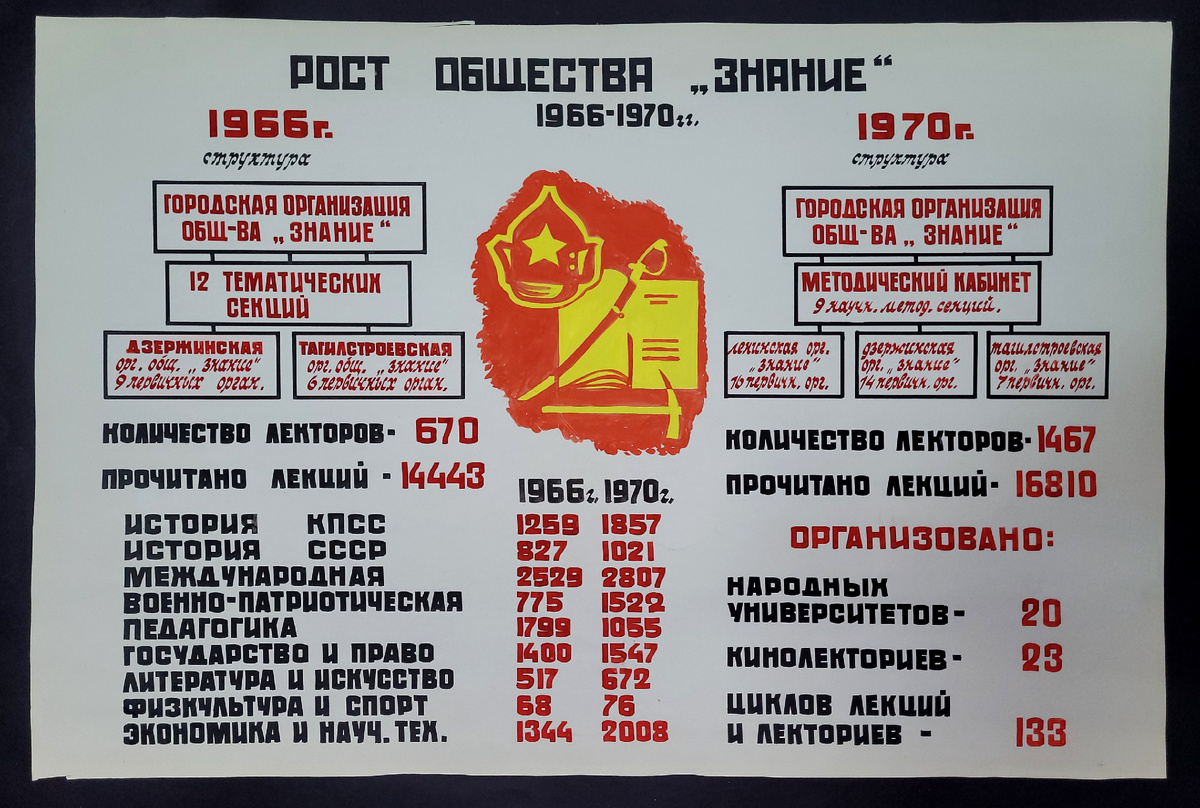 РОСТ ОБЩЕСТВА „ЗНАНИЕ“
1966-1970гг.
1966г.
структура
ГОРОДСКАЯ ОРГАНИЗАЦИЯ
ОБЩ-ВА „ЗНАНИЕ“
12 ТЕМАТИЧЕСКИХ
СЕКЦИЙ
ДЗЕРЖИНСКАЯ
орг. общ. „Знание“
9 первичных орган.
ТАГИЛСТРОЕВСКАЯ
орг. общ. „Знание“
6 первичных орган.
КОЛИЧЕСТВО ЛЕКТОРОВ- 670
ПРОЧИТАНО ЛЕКЦИЙ - 14443
1970г.
структура
ГОРОДСКАЯ ОРГАНИЗАЦИЯ
ОБЩ-ВА „ЗНАНИЕ“
МЕТОДИЧЕСКИЙ КАБИНЕТ
9 научн. метод. секций.
ленинская орг.
„Знание“
16 первичн. орг.
дзержинская
орг. „Знание“
14 первичн. орг.
тагилстроевская
орг. „Знание“
7 первичн. орг.
КОЛИЧЕСТВО ЛЕКТОРОВ- 1467
ПРОЧИТАНО ЛЕКЦИЙ- 16810
1966г. 1970г.
ИСТОРИЯ КПСС 1259 1857
ИСТОРИЯ СССР 827 1021
МЕЖДУНАРОДНАЯ 2529 2807
ВОЕННО-ПАТРИОТИЧЕСКАЯ 775 1522
ПЕДАГОГИКА 1799 1055
ГОСУДАРСТВО И ПРАВО 1400 1547
ЛИТЕРАТУРА И ИСКУССТВО 517 672
ФИЗКУЛЬТУРА И СПОРТ 68 76
ЭКОНОМИКА И НАУЧ. ТЕХ. 1344 2008
ОРГАНИЗОВАНО:
НАРОДНЫХ
УНИВЕРСИТЕТОВ- 20
КИНОЛЕКТОРИЕВ- 23
ЦИКЛОВ ЛЕКЦИЙ
И ЛЕКТОРИЕВ - 133